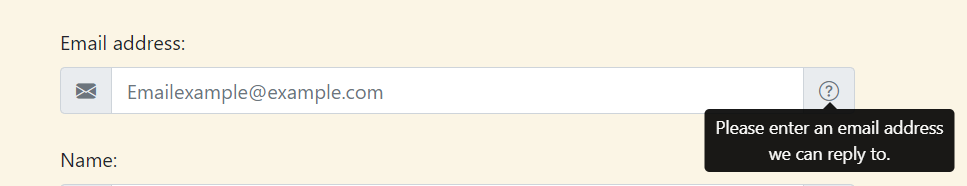 Email address:
Emailexample@example.com
?
Please enter an email address
we can reply to.
Name: